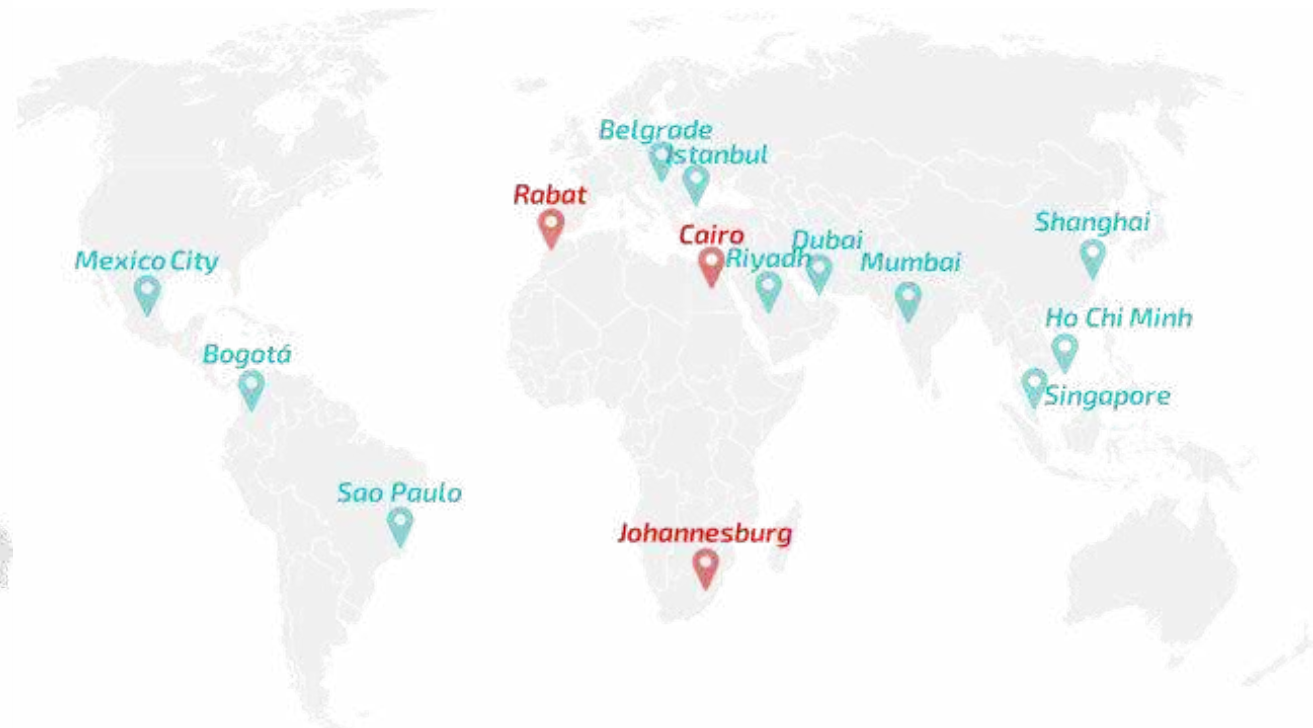 Belgrade
Istanbul
Rabat
Shanghai
Cairo
Dubai
Mexico City
Riyadh
Mumbai
Ho Chi Minh
Bogotá
Singapore
Sao Paulo
Johannesburg